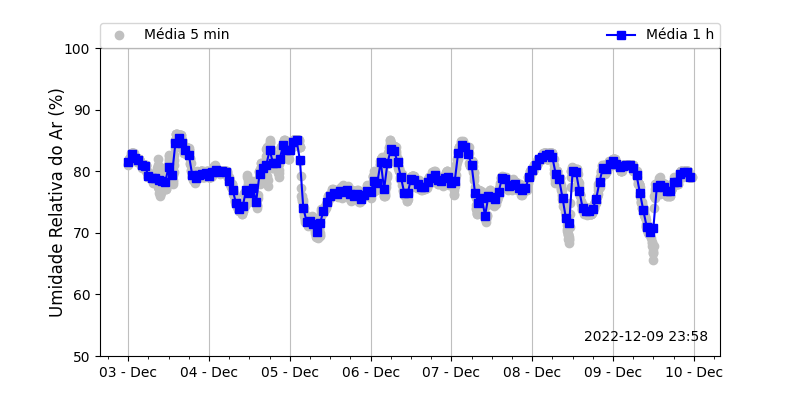 Média 5 min Média 1 h
Umidade Relativa do Ar (%)
100
90
80
70
60
50
2022-12-09 23:58
03 - Dec 04 - Dec 05 - Dec 06 - Dec 07 - Dec 08 - Dec 09 - Dec 10 - Dec